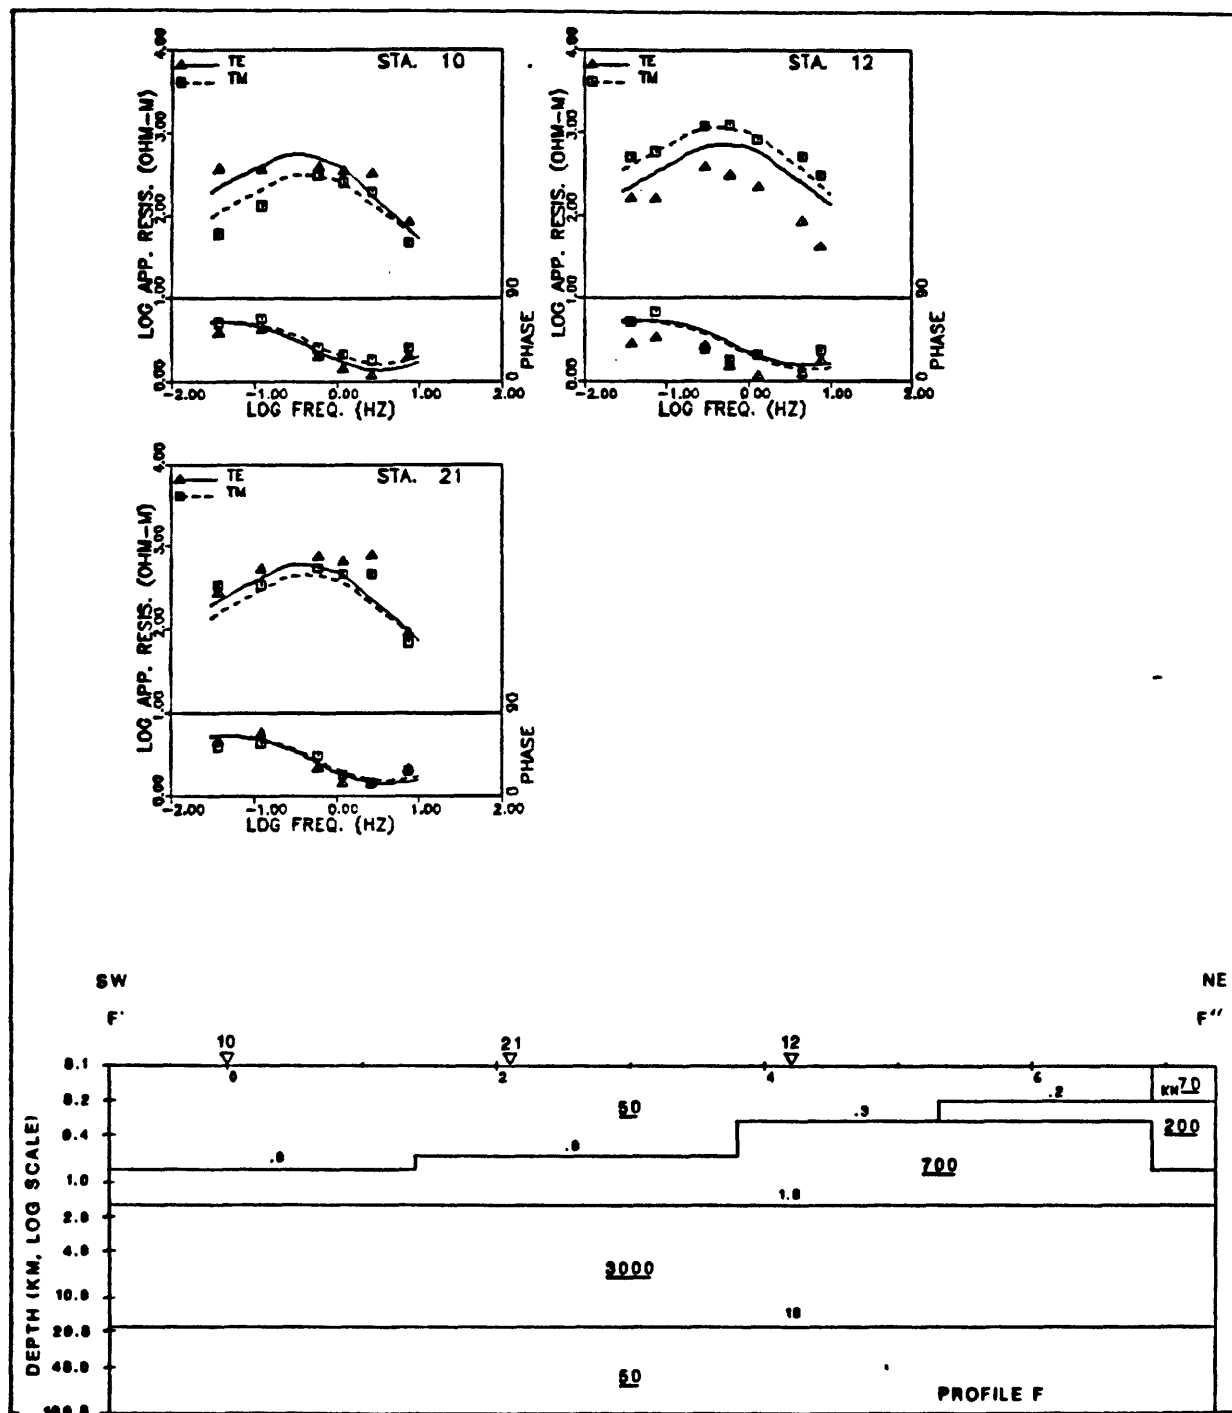 TE STA. 10
TM
LOG APP. RESIS. (OHM-M)
4.00
3.00
2.00
1.00
0.00
90
0
PHASE
-2.00 -1.00 0.00 1.00 2.00
LOG FREQ. (HZ)
TE STA. 12
TM
LOG APP. RESIS. (OHM-M)
4.00
3.00
2.00
1.00
0.00
90
0
PHASE
-2.00 -1.00 0.00 1.00 2.00
LOG FREQ. (HZ)
TE STA. 21
TM
LOG APP. RESIS. (OHM-M)
4.00
3.00
2.00
1.00
0.00
90
0
PHASE
-2.00 -1.00 0.00 1.00 2.00
LOG FREQ. (HZ)
SW NE
F' F''
10 21 12
0 2 4 6 KM
DEPTH (KM, LOG SCALE)
0.1
0.2
0.4
1.0
2.0
4.0
10.0
20.0
40.0
100.0
50 .3 .2 70
200
700
3000
50
PROFILE F